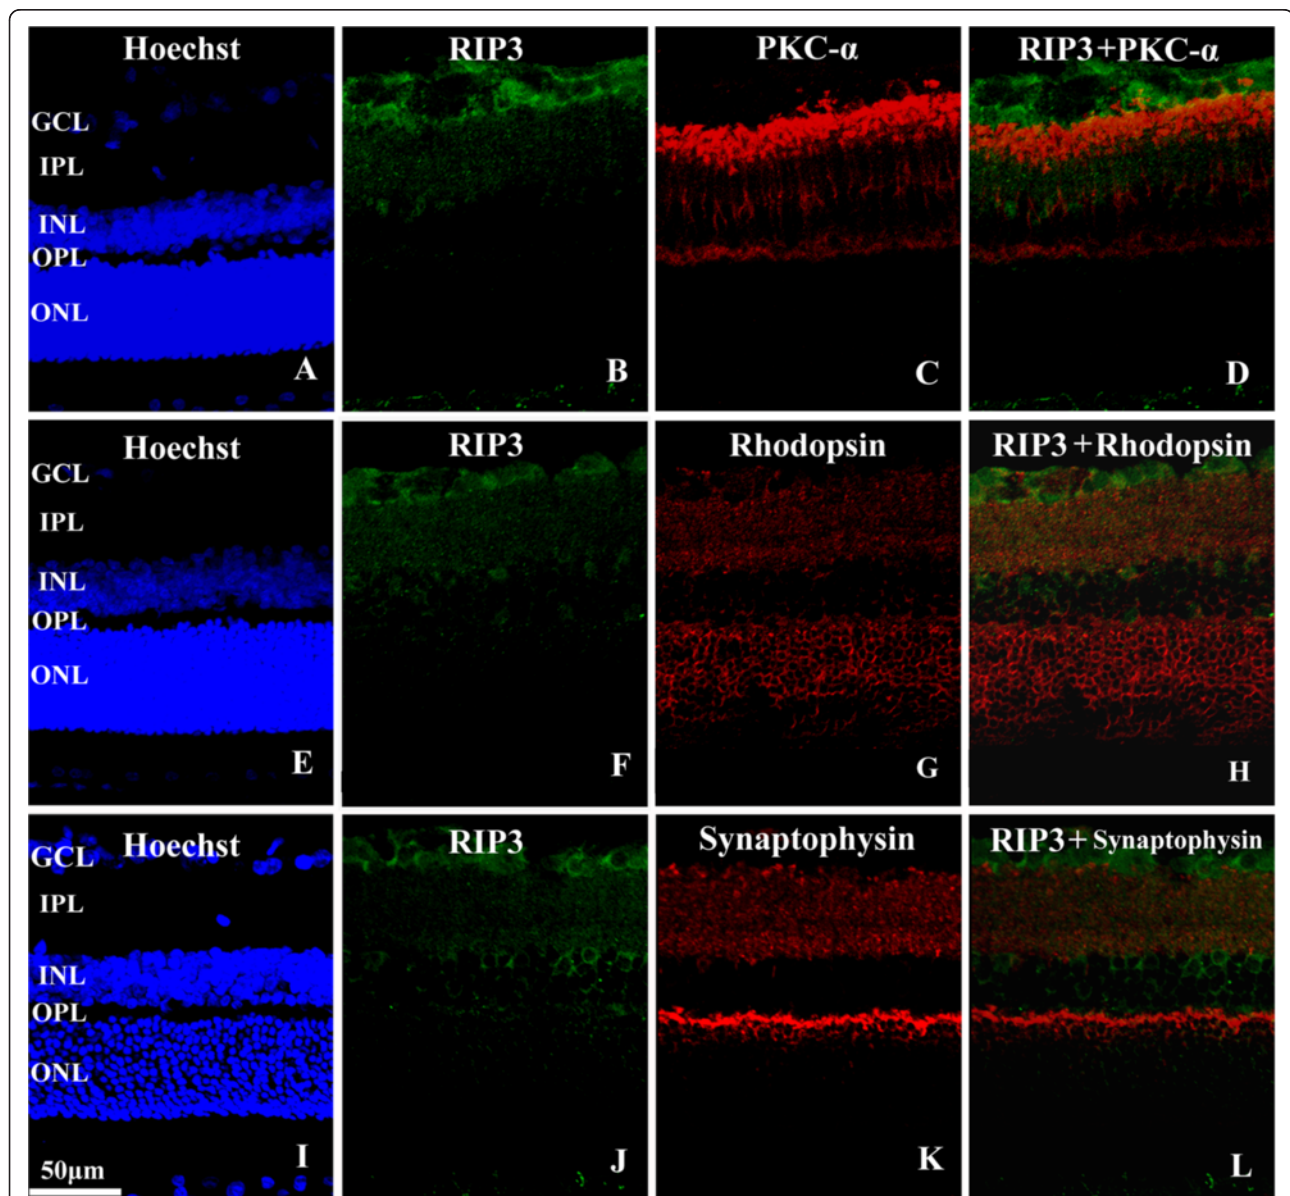 Hoechst RIP3 PKC-α RIP3+PKC-α
GCL
IPL
INL
OPL
ONL
A B C D
Hoechst RIP3 Rhodopsin RIP3+Rhodopsin
GCL
IPL
INL
OPL
ONL
E F G H
Hoechst RIP3 Synaptophysin RIP3+ Synaptophysin
GCL
IPL
INL
OPL
ONL
I J K L
50μm